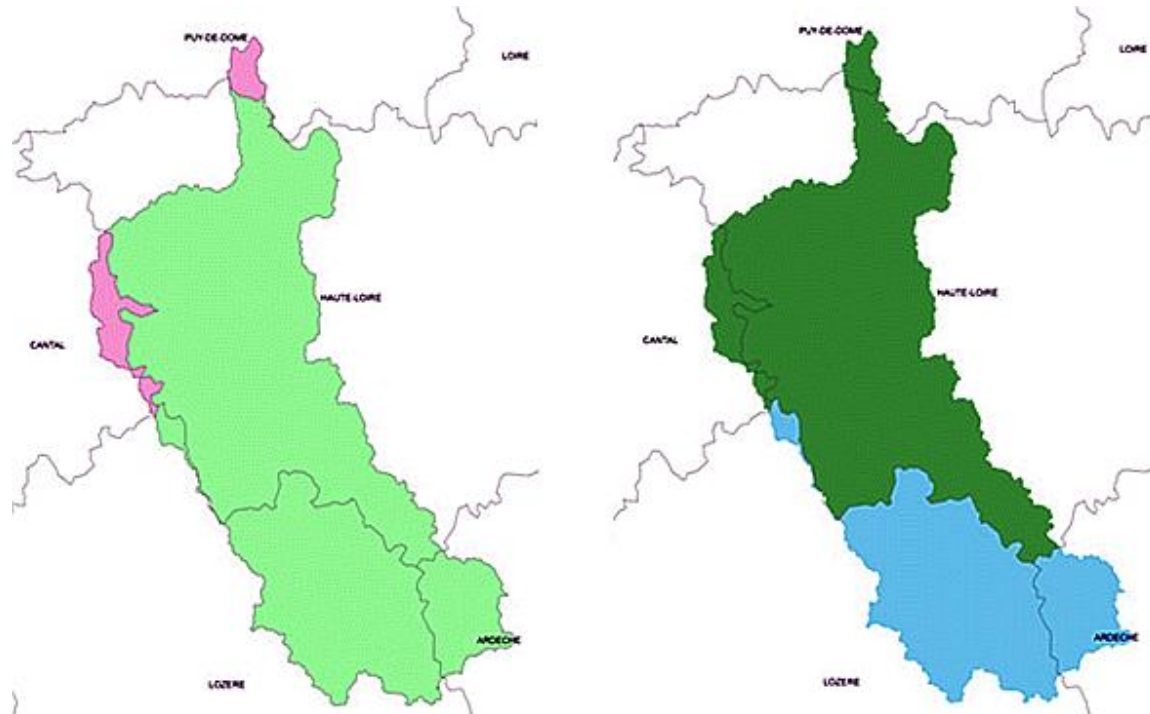 PUY-DE-DOME
LOIRE
HAUTE-LOIRE
CANTAL
ARDECHE
LOZERE
PUY-DE-DOME
LOIRE
HAUTE-LOIRE
CANTAL
ARDECHE
LOZERE